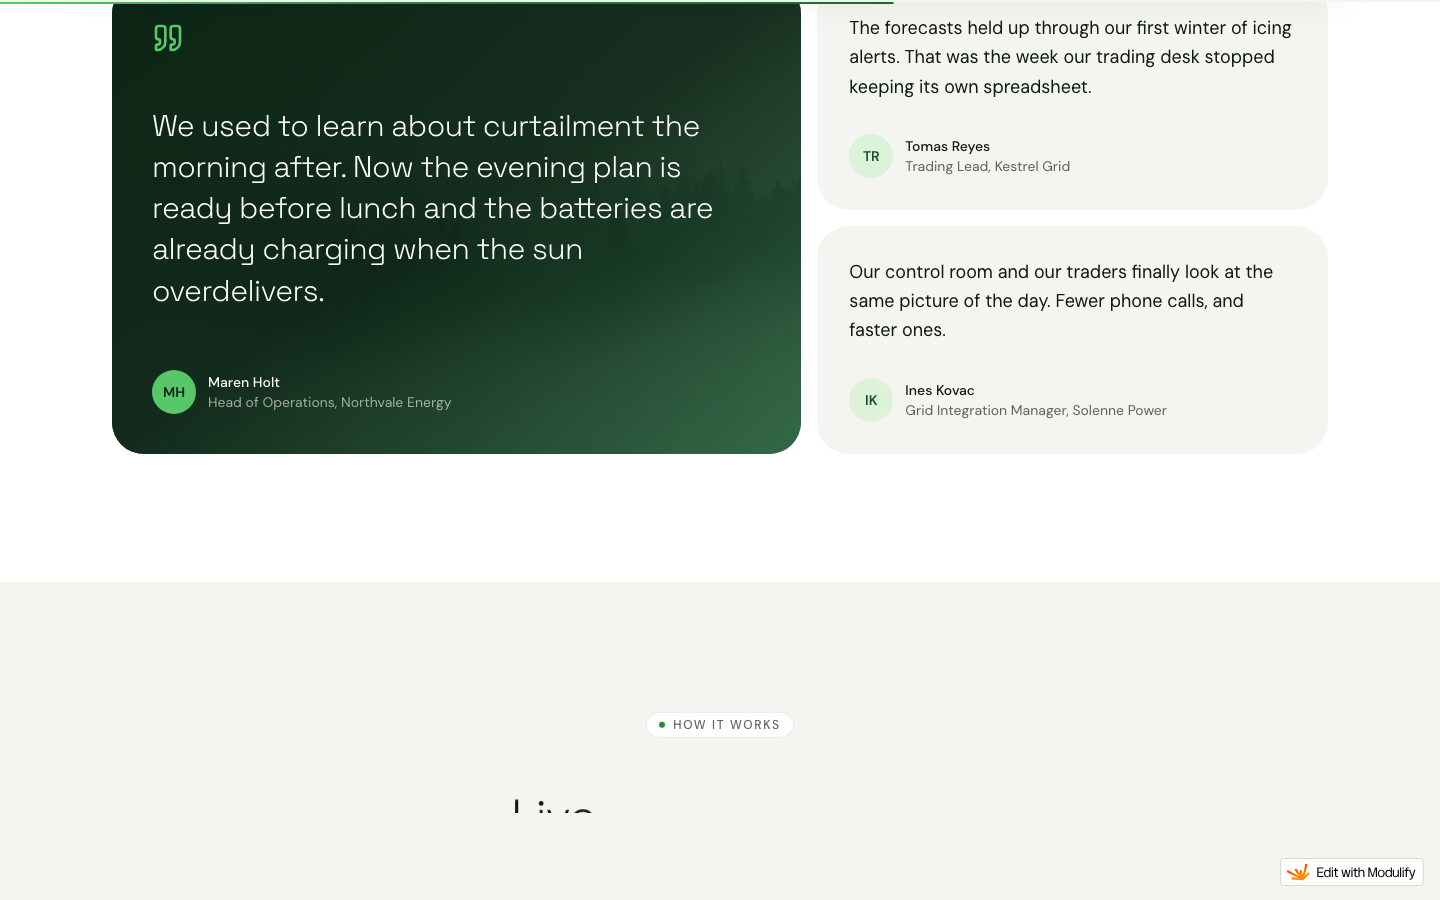 We used to learn about curtailment the
morning after. Now the evening plan is
ready before lunch and the batteries are
already charging when the sun
overdelivers.
MH
Maren Holt
Head of Operations, Northvale Energy
The forecasts held up through our first winter of icing
alerts. That was the week our trading desk stopped
keeping its own spreadsheet.
TR
Tomas Reyes
Trading Lead, Kestrel Grid
Our control room and our traders finally look at the
same picture of the day. Fewer phone calls, and
faster ones.
IK
Ines Kovac
Grid Integration Manager, Solenne Power
HOW IT WORKS
Live
Edit with Modulify